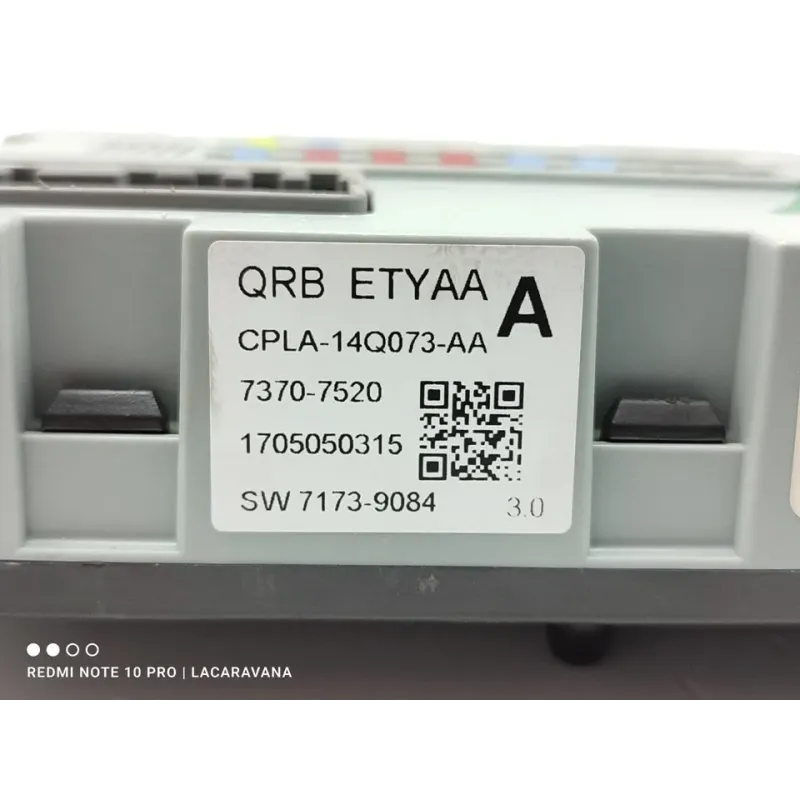 QRB ETYAA A
CPLA-14Q073-AA
7370-7520
1705050315
SW 7173-9084 3.0
REDMI NOTE 10 PRO | LACARAVANA